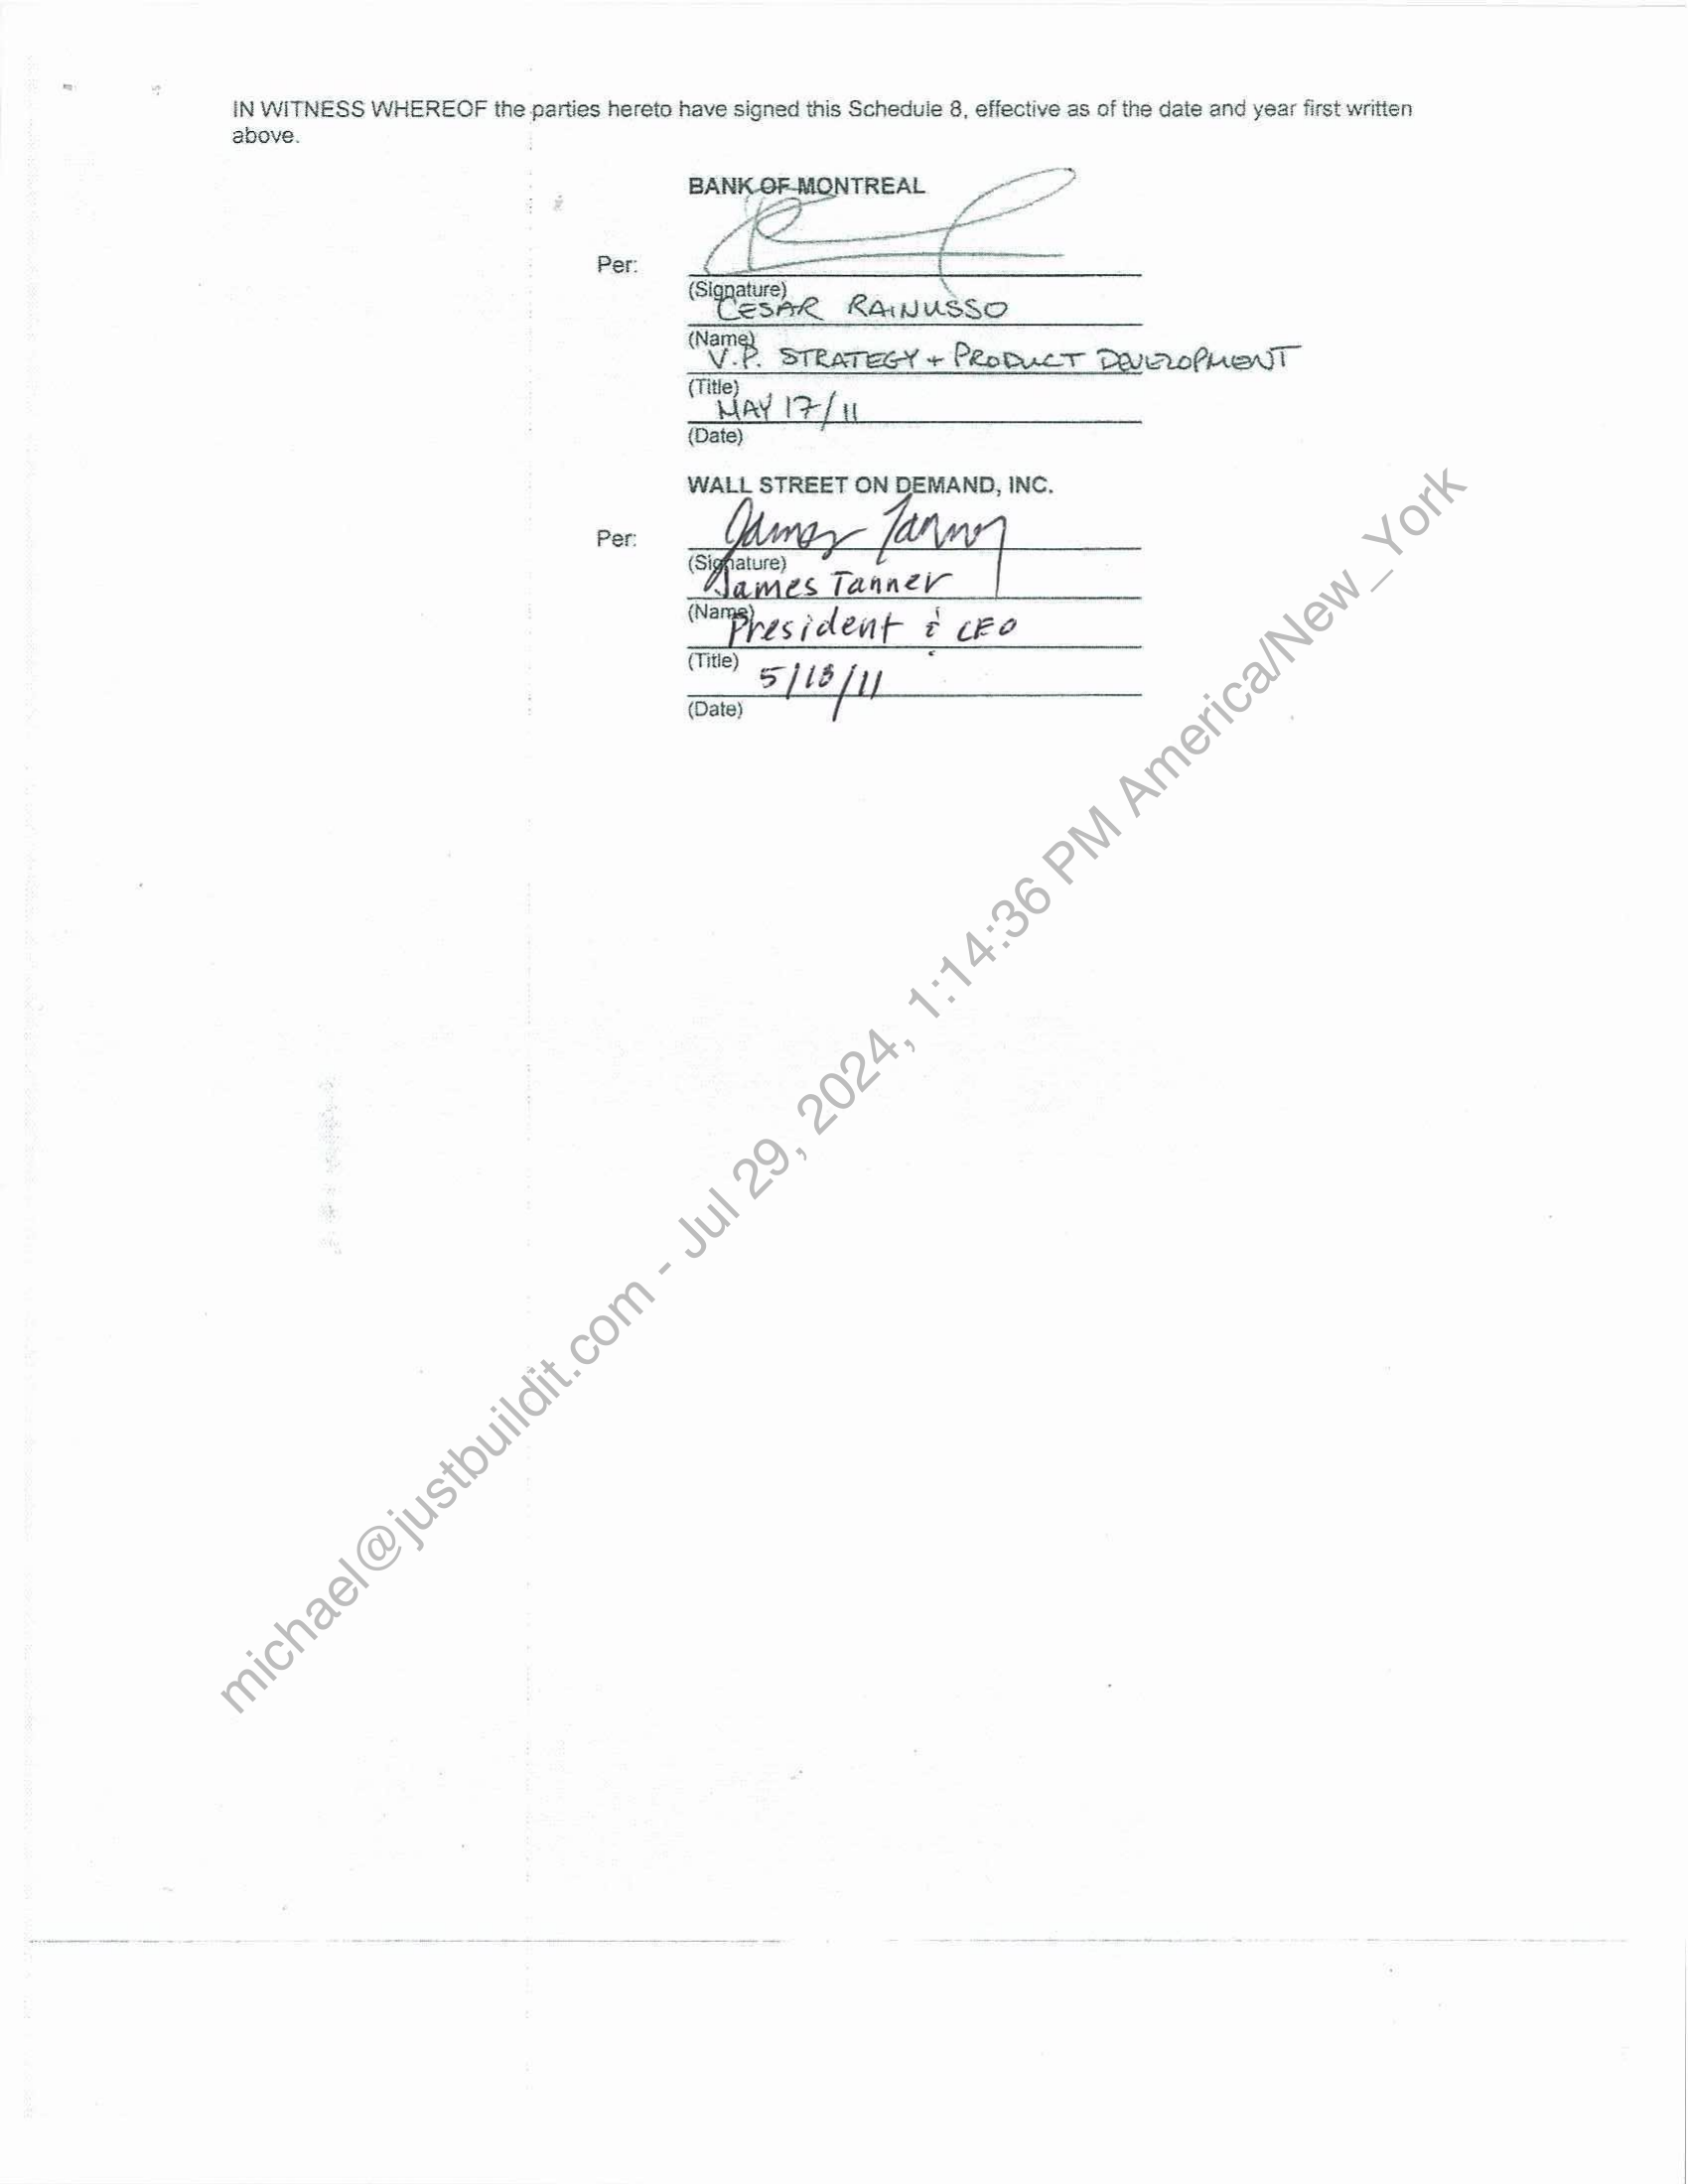 IN WITNESS WHEREOF the parties hereto have signed this Schedule 8, effective as of the date and year first written
above.
BANK OF MONTREAL
Per:
(Signature)
CESAR RAINUSSO
(Name)
V.P. STRATEGY + PRODUCT DEVELOPMENT
(Title)
MAY 17/11
(Date)
WALL STREET ON DEMAND, INC.
Per:
James Tanner
(Signature)
James Tanner
(Name)
President & CEO
(Title)
5/18/11
(Date)
michael@justbuildit.com - Jul 29, 2024, 1:14:36 PM America/New_York